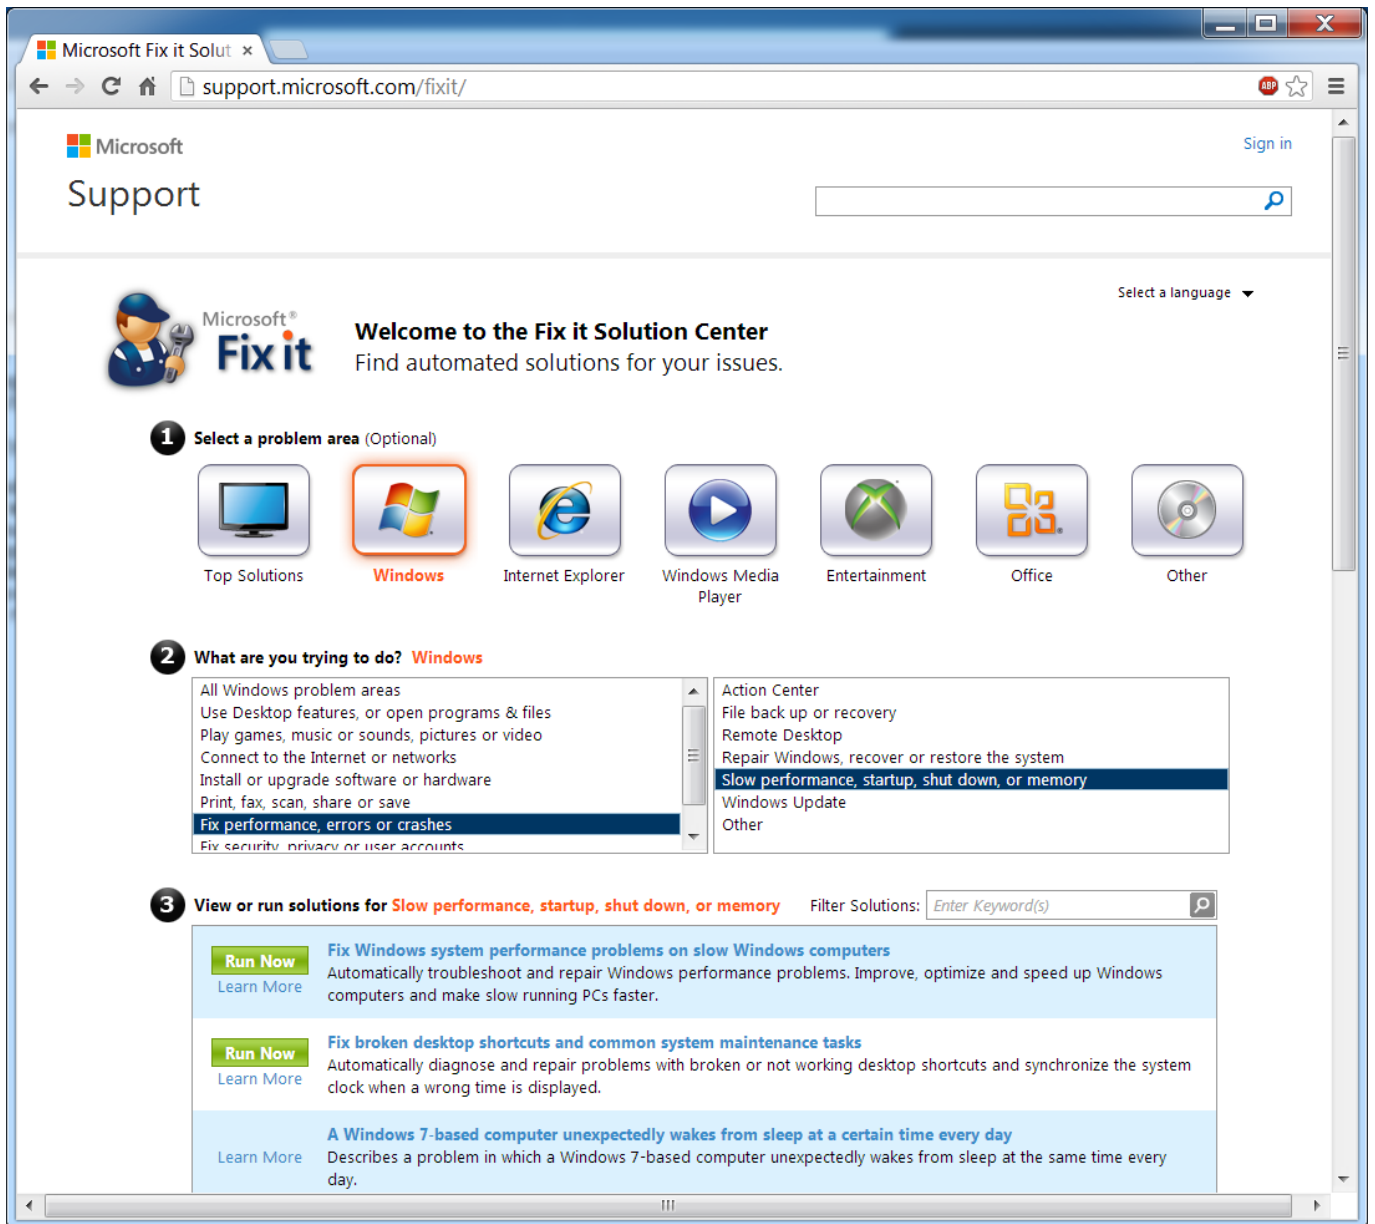 Microsoft Fix it Solut
support.microsoft.com/fixit/
ABP
Microsoft
Sign in
Support
Select a language
Microsoft®
Fix it
Welcome to the Fix it Solution Center
Find automated solutions for your issues.
1 Select a problem area (Optional)
Top Solutions
Windows
Internet Explorer
Windows Media
Player
Entertainment
Office
Other
2 What are you trying to do? Windows
All Windows problem areas
Use Desktop features, or open programs & files
Play games, music or sounds, pictures or video
Connect to the Internet or networks
Install or upgrade software or hardware
Print, fax, scan, share or save
Fix performance, errors or crashes
Fix security, privacy or user accounts
Action Center
File back up or recovery
Remote Desktop
Repair Windows, recover or restore the system
Slow performance, startup, shut down, or memory
Windows Update
Other
3 View or run solutions for Slow performance, startup, shut down, or memory
Filter Solutions: Enter Keyword(s)
Run Now
Learn More
Fix Windows system performance problems on slow Windows computers
Automatically troubleshoot and repair Windows performance problems. Improve, optimize and speed up Windows
computers and make slow running PCs faster.
Run Now
Learn More
Fix broken desktop shortcuts and common system maintenance tasks
Automatically diagnose and repair problems with broken or not working desktop shortcuts and synchronize the system
clock when a wrong time is displayed.
Learn More
A Windows 7-based computer unexpectedly wakes from sleep at a certain time every day
Describes a problem in which a Windows 7-based computer unexpectedly wakes from sleep at the same time every
day.